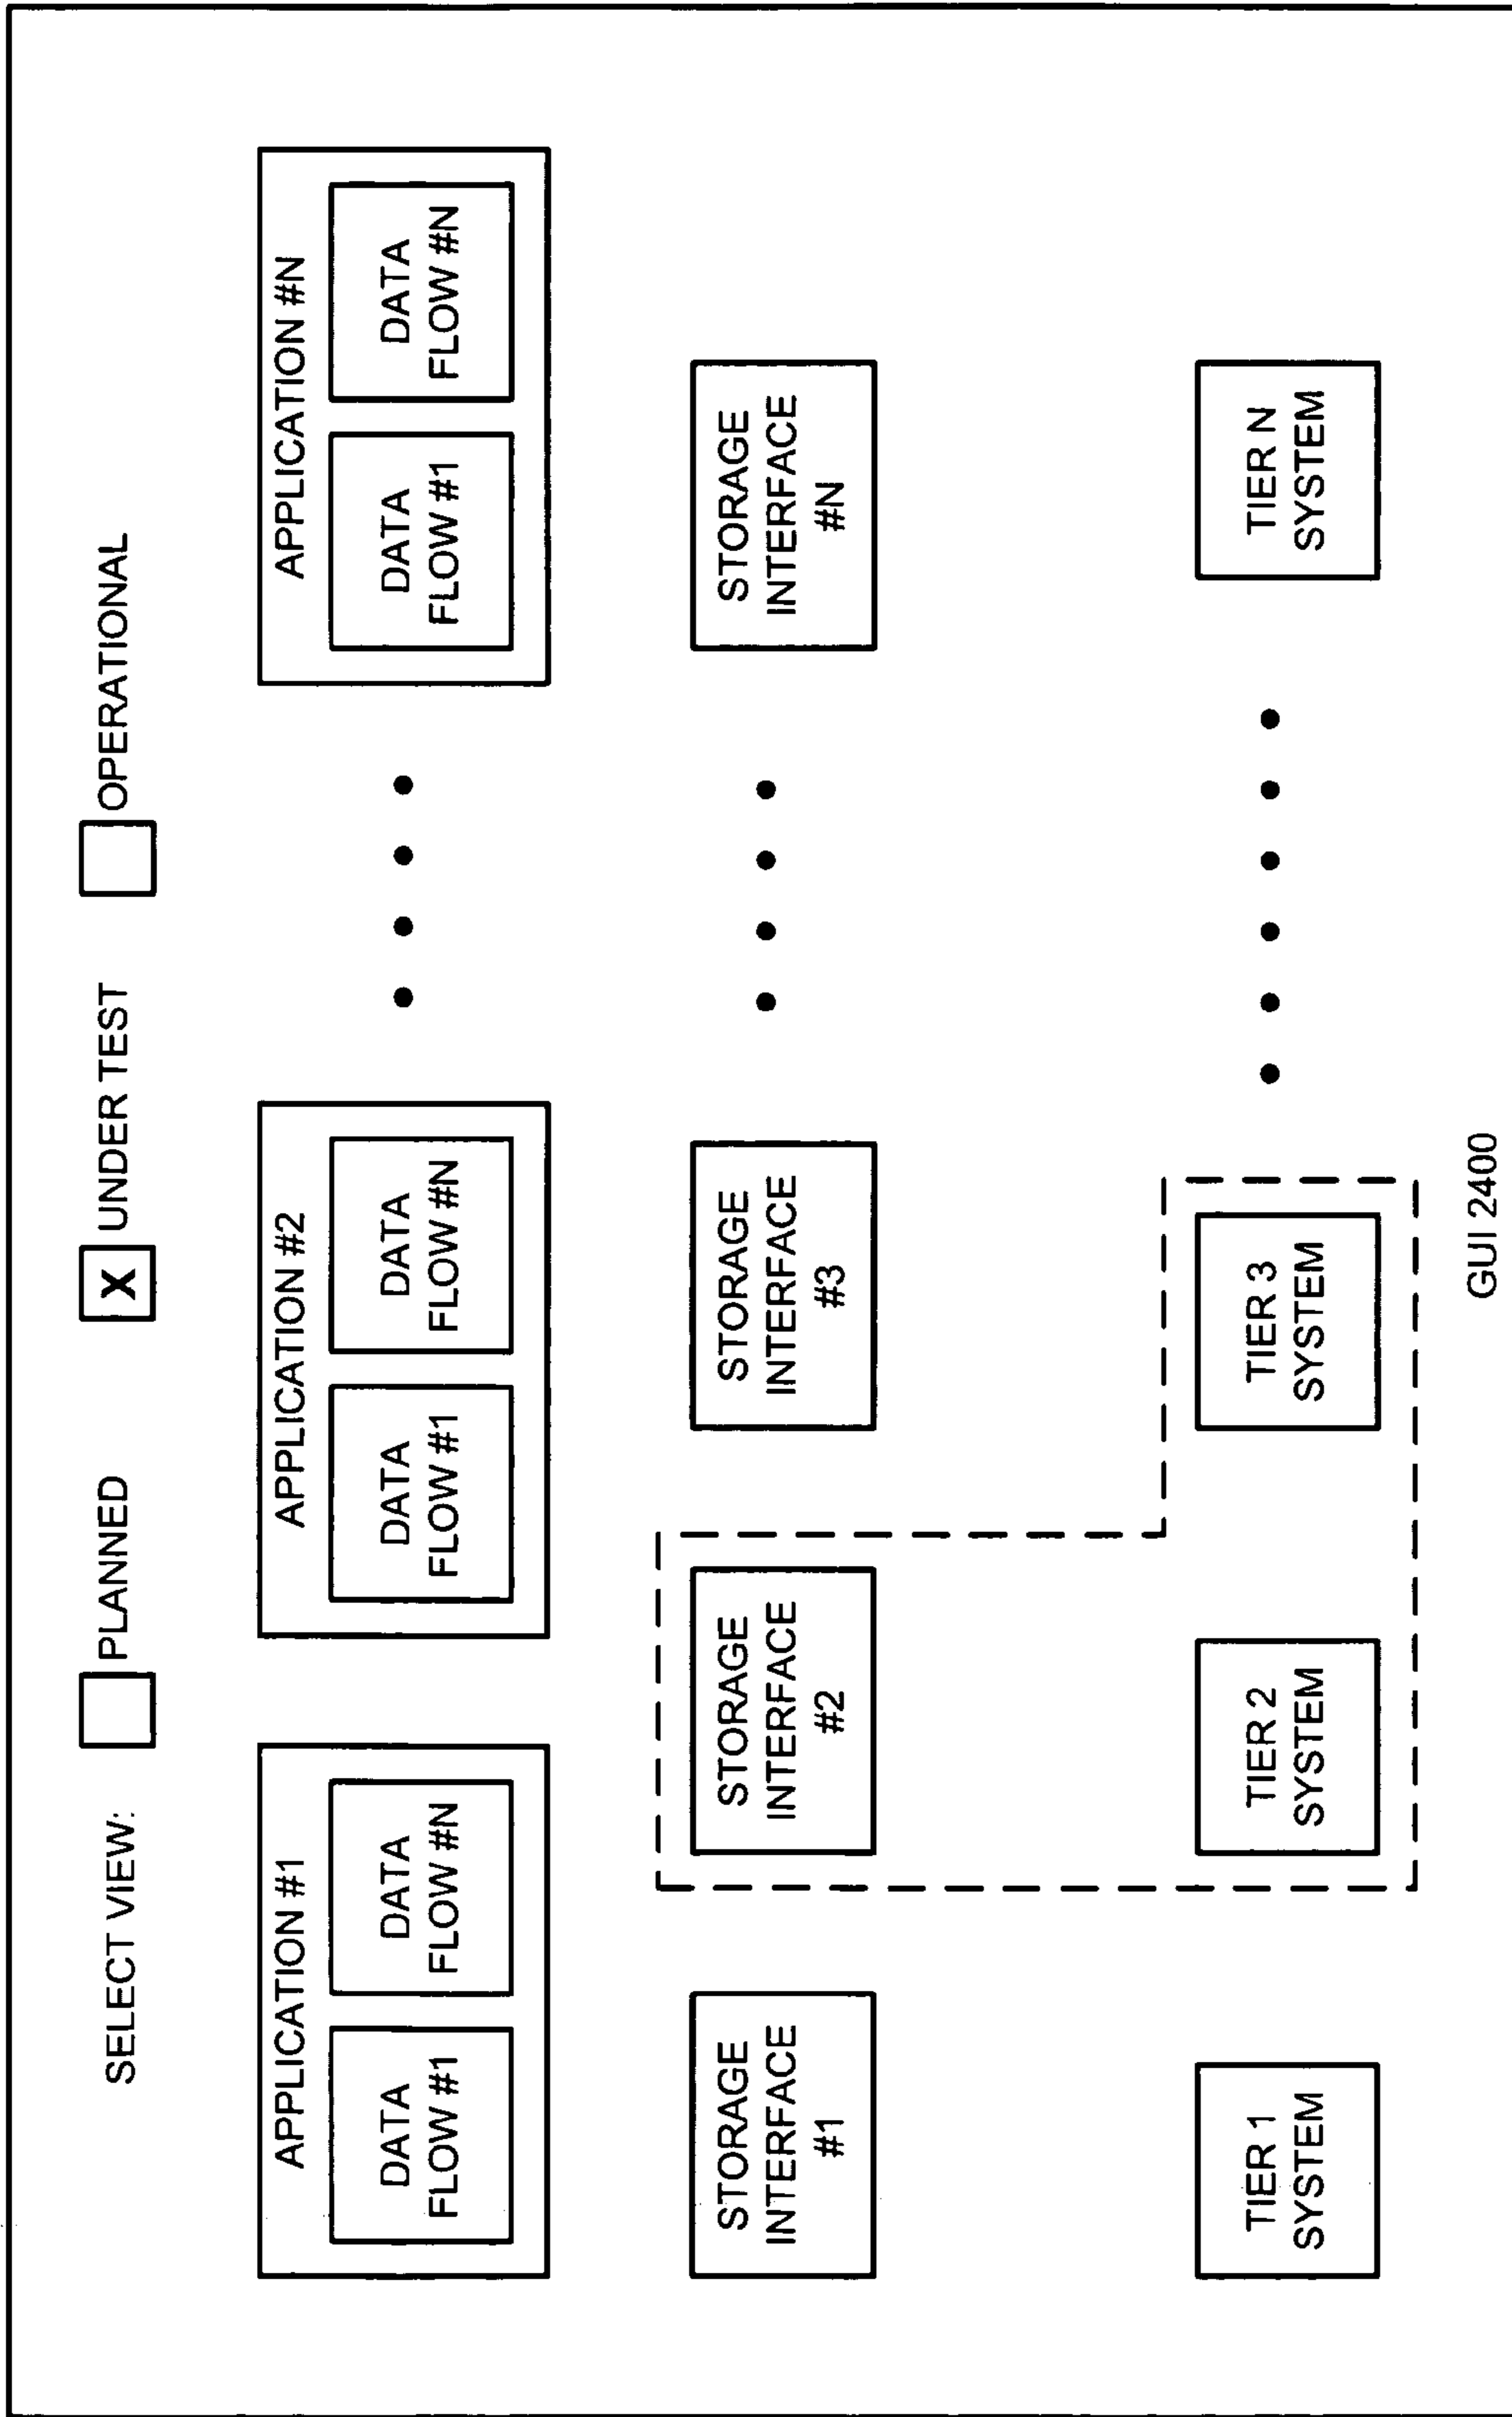 SELECT VIEW:
PLANNED
X
UNDER TEST
OPERATIONAL
APPLICATION #1
DATA
FLOW #1
DATA
FLOW #N
APPLICATION #2
DATA
FLOW #1
DATA
FLOW #N
APPLICATION #N
DATA
FLOW #1
DATA
FLOW #N
STORAGE
INTERFACE
#1
STORAGE
INTERFACE
#2
STORAGE
INTERFACE
#3
STORAGE
INTERFACE
#N
TIER 1
SYSTEM
TIER 2
SYSTEM
TIER 3
SYSTEM
TIER N
SYSTEM
GUI 2400